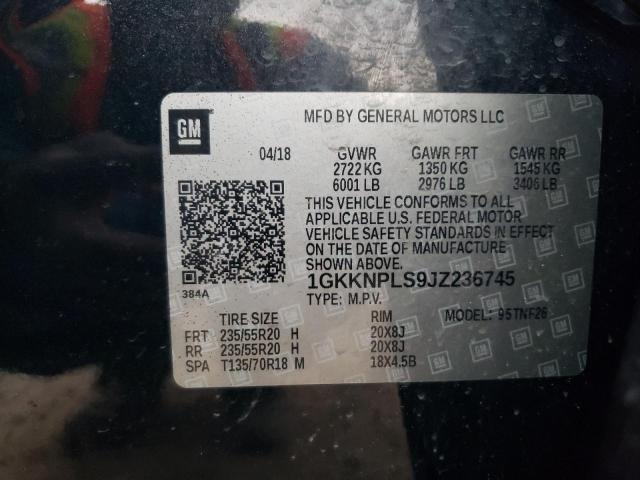 GM
MFD BY GENERAL MOTORS LLC
04/18 GVWR GAWR FRT GAWR RR
2722 KG 1350 KG 1545 KG
6001 LB 2976 LB 3406 LB
THIS VEHICLE CONFORMS TO ALL
APPLICABLE U.S. FEDERAL MOTOR
VEHICLE SAFETY STANDARDS IN EFFECT
ON THE DATE OF MANUFACTURE
SHOWN ABOVE.
384A
1GKKNPLS9JZ236745
TYPE: M.P.V.
TIRE SIZE RIM MODEL: 95TNF26
FRT 235/55R20 H 20X8J
RR 235/55R20 H 20X8J
SPA T135/70R18 M 18X4.5B